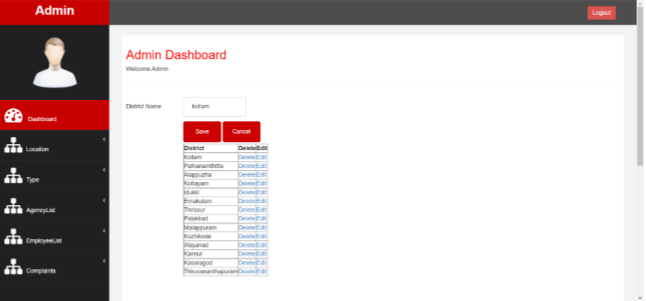 Admin
Logout
Admin Dashboard
Welcome Admin
Dashboard
Location
Type
AgencyList
EmployeeList
Complaints
District Name kollam
Save Cancel
District Delete Edit
Kollam Delete Edit
Pathanamthitta Delete Edit
Alappuzha Delete Edit
Kottayam Delete Edit
Idukki Delete Edit
Ernakulam Delete Edit
Thrissur Delete Edit
Palakkad Delete Edit
Malappuram Delete Edit
Kozhikode Delete Edit
Wayanad Delete Edit
Kannur Delete Edit
Kasaragod Delete Edit
Thiruvananthapuram Delete Edit